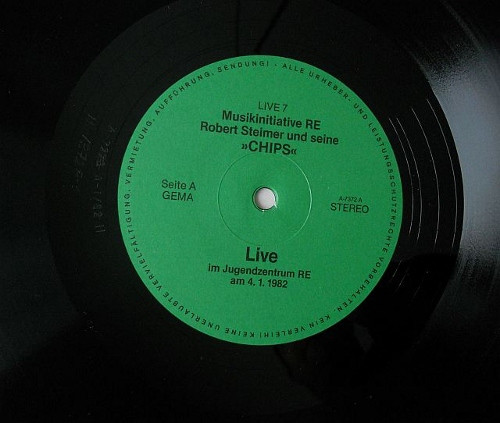 LIVE 7
Musikinitiative RE
Robert Steimer und seine
»CHIPS«
Seite A
GEMA
A-7372 A
STEREO
Live
im Jugendzentrum RE
am 4. 1. 1982
ALLE URHEBER- UND LEISTUNGSSCHUTZRECHTE VORBEHALTEN. KEIN VERLEIH! KEINE UNERLAUBTE VERVIELFÄLTIGUNG, VERMIETUNG, AUFFÜHRUNG, SENDUNG!